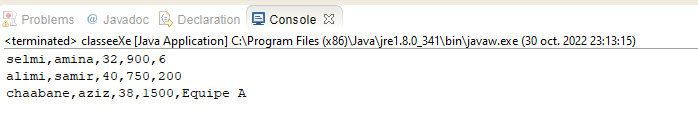 Problems @ Javadoc Declaration Console
<terminated> classeeXe [Java Application] C:\Program Files (x86)\Java\jre1.8.0_341\bin\javaw.exe (30 oct. 2022 23:13:15)
selmi,amina,32,900,6
alimi,samir,40,750,200
chaabane,aziz,38,1500,Equipe A